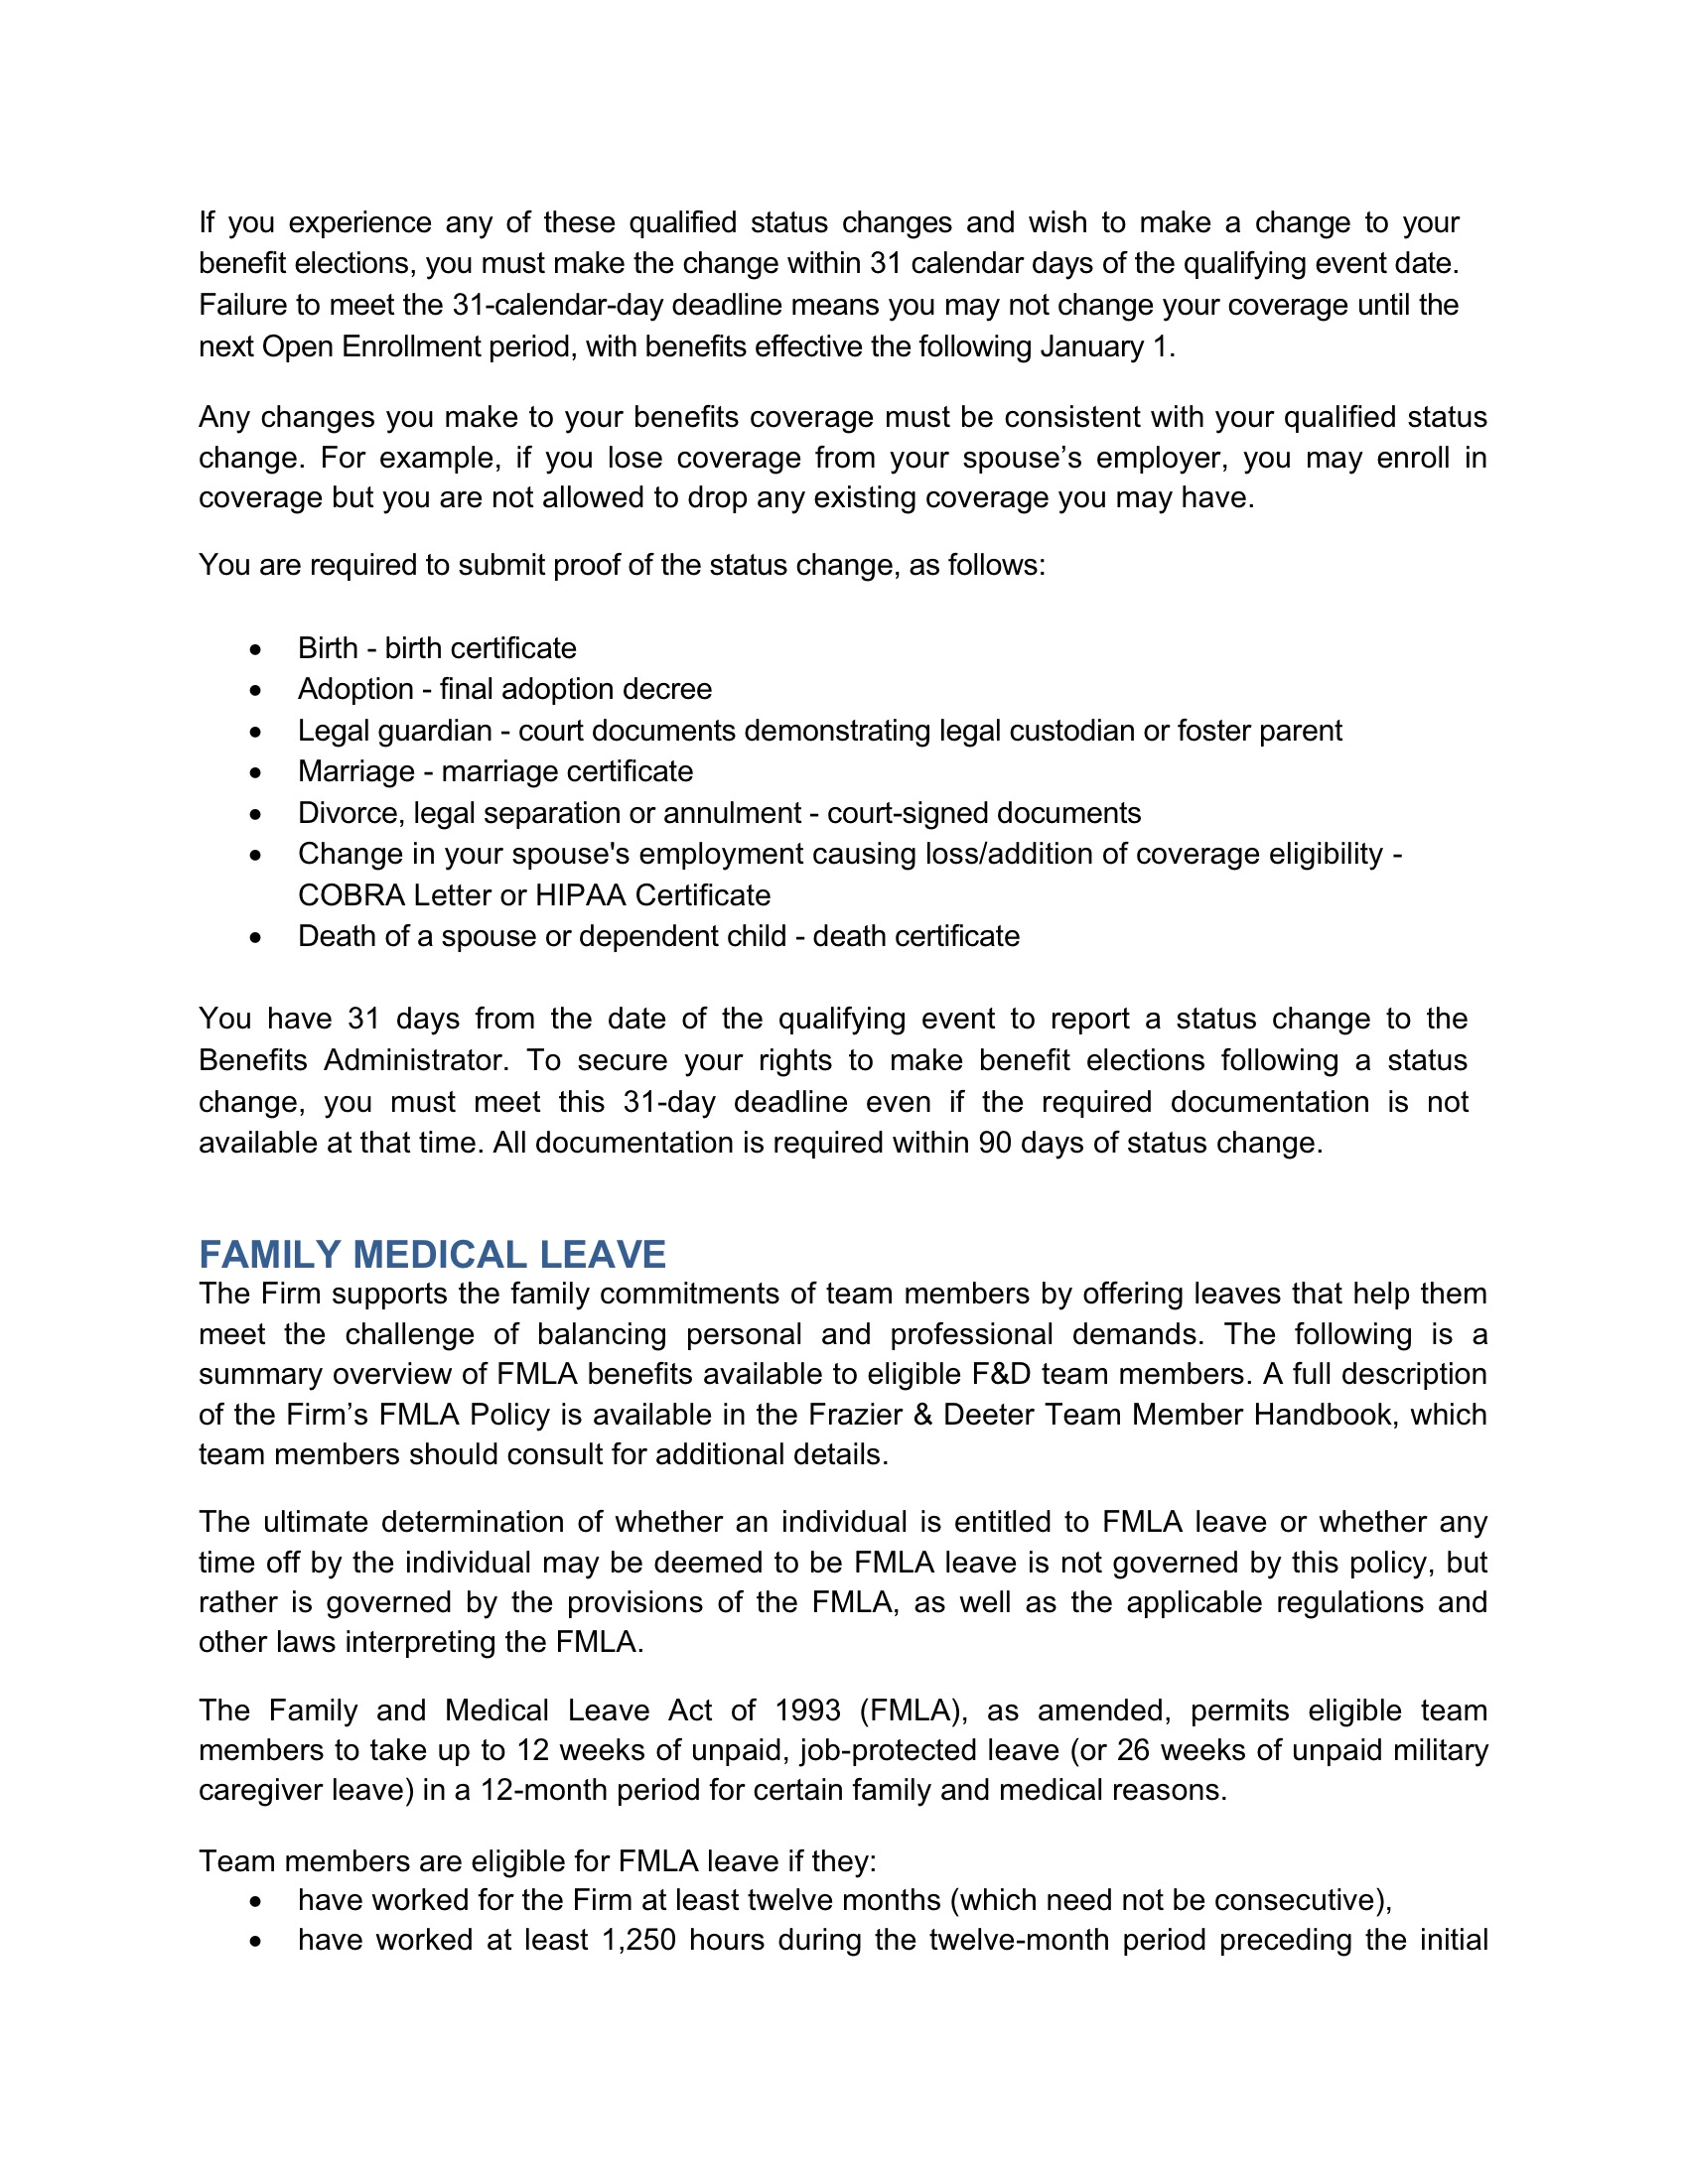 If you experience any of these qualified status changes and wish to make a change to your
benefit elections, you must make the change within 31 calendar days of the qualifying event date.
Failure to meet the 31-calendar-day deadline means you may not change your coverage until the
next Open Enrollment period, with benefits effective the following January 1.
Any changes you make to your benefits coverage must be consistent with your qualified status
change. For example, if you lose coverage from your spouse’s employer, you may enroll in
coverage but you are not allowed to drop any existing coverage you may have.
You are required to submit proof of the status change, as follows:
• Birth - birth certificate
• Adoption - final adoption decree
• Legal guardian - court documents demonstrating legal custodian or foster parent
• Marriage - marriage certificate
• Divorce, legal separation or annulment - court-signed documents
• Change in your spouse's employment causing loss/addition of coverage eligibility -
COBRA Letter or HIPAA Certificate
• Death of a spouse or dependent child - death certificate
You have 31 days from the date of the qualifying event to report a status change to the
Benefits Administrator. To secure your rights to make benefit elections following a status
change, you must meet this 31-day deadline even if the required documentation is not
available at that time. All documentation is required within 90 days of status change.
FAMILY MEDICAL LEAVE
The Firm supports the family commitments of team members by offering leaves that help them
meet the challenge of balancing personal and professional demands. The following is a
summary overview of FMLA benefits available to eligible F&D team members. A full description
of the Firm’s FMLA Policy is available in the Frazier & Deeter Team Member Handbook, which
team members should consult for additional details.
The ultimate determination of whether an individual is entitled to FMLA leave or whether any
time off by the individual may be deemed to be FMLA leave is not governed by this policy, but
rather is governed by the provisions of the FMLA, as well as the applicable regulations and
other laws interpreting the FMLA.
The Family and Medical Leave Act of 1993 (FMLA), as amended, permits eligible team
members to take up to 12 weeks of unpaid, job-protected leave (or 26 weeks of unpaid military
caregiver leave) in a 12-month period for certain family and medical reasons.
Team members are eligible for FMLA leave if they:
• have worked for the Firm at least twelve months (which need not be consecutive),
• have worked at least 1,250 hours during the twelve-month period preceding the initial